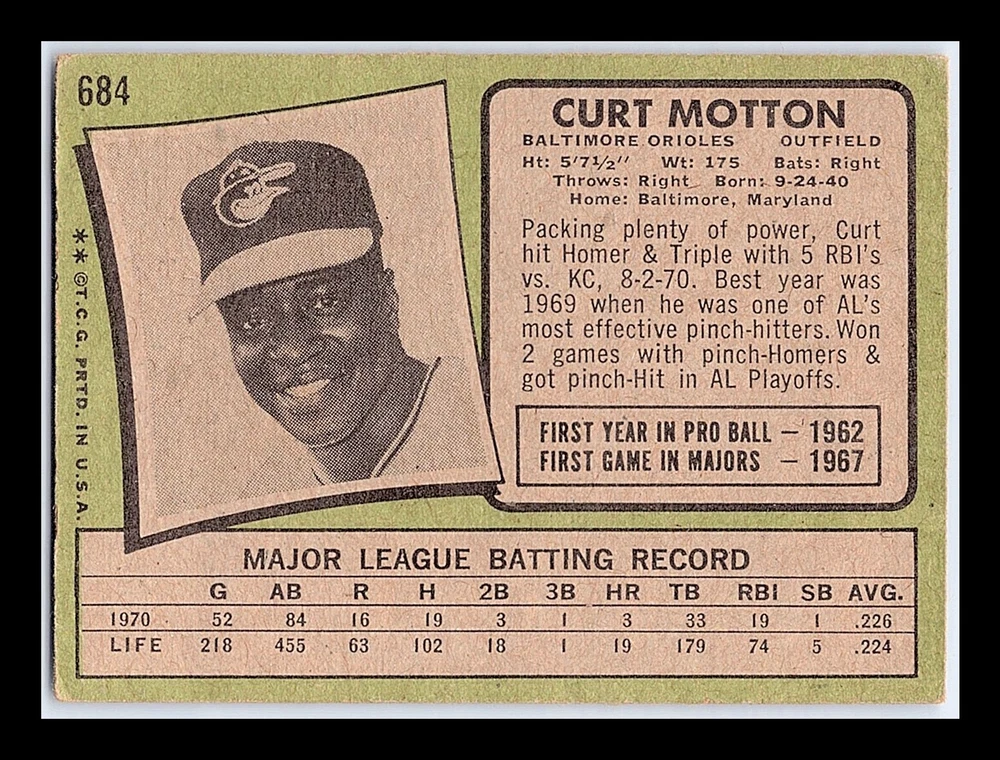 684
CURT MOTTON
BALTIMORE ORIOLES OUTFIELD
Ht: 5'7½" Wt: 175 Bats: Right
Throws: Right Born: 9-24-40
Home: Baltimore, Maryland
Packing plenty of power, Curt
hit Homer & Triple with 5 RBI's
vs. KC, 8-2-70. Best year was
1969 when he was one of AL's
most effective pinch-hitters. Won
2 games with pinch-Homers &
got pinch-Hit in AL Playoffs.
FIRST YEAR IN PRO BALL — 1962
FIRST GAME IN MAJORS — 1967
** ©T.C.G. PRTD. IN U.S.A.
MAJOR LEAGUE BATTING RECORD
G AB R H 2B 3B HR TB RBI SB AVG.
1970 52 84 16 19 3 1 3 33 19 1 .226
LIFE 218 455 63 102 18 1 19 179 74 5 .224